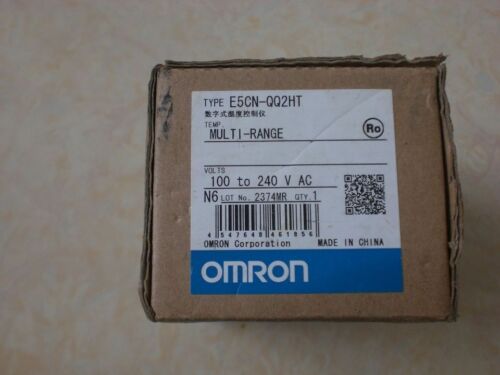 TYPE E5CN-QQ2HT
数字式温度控制仪
TEMP.
MULTI-RANGE
Ro
VOLTS
100 to 240 V AC
N6 LOT No. 2374MR QTY. 1
4 547648 461856
OMRON Corporation MADE IN CHINA
OMRON